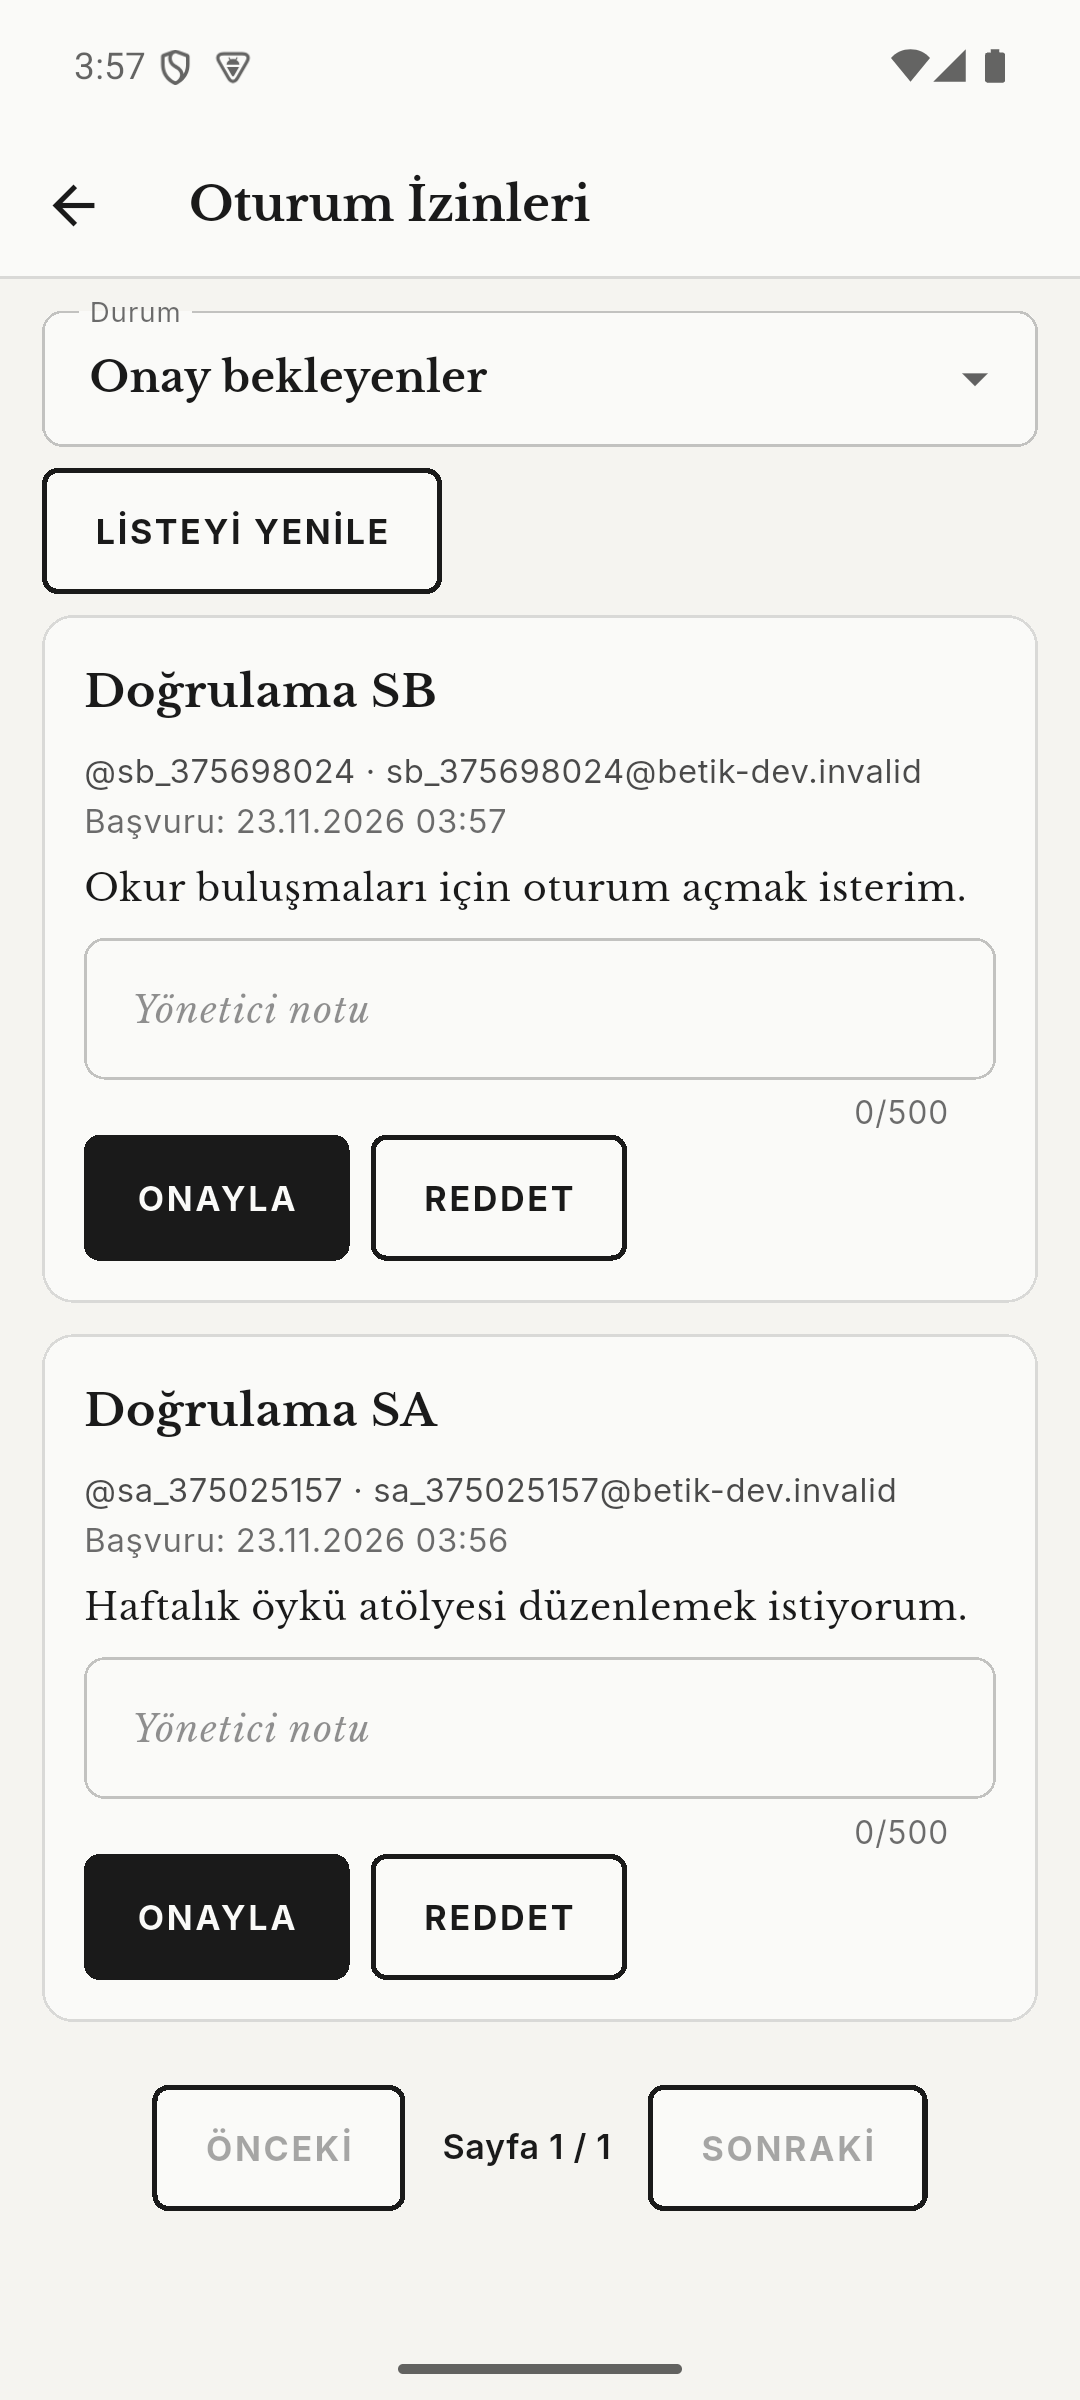 3:57
Oturum İzinleri
Durum
Onay bekleyenler
LİSTEYİ YENİLE
Doğrulama SB
@sb_375698024 · sb_375698024@betik-dev.invalid
Başvuru: 23.11.2026 03:57
Okur buluşmaları için oturum açmak isterim.
Yönetici notu
0/500
ONAYLA REDDET
Doğrulama SA
@sa_375025157 · sa_375025157@betik-dev.invalid
Başvuru: 23.11.2026 03:56
Haftalık öykü atölyesi düzenlemek istiyorum.
Yönetici notu
0/500
ONAYLA REDDET
ÖNCEKİ Sayfa 1 / 1 SONRAKİ